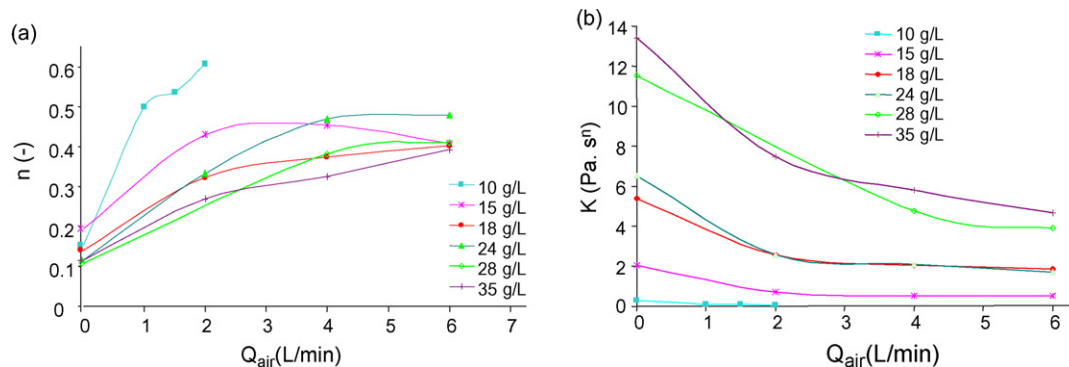 (a)
n (-)
0.6
0.5
0.4
0.3
0.2
0.1
0
0 1 2 3 4 5 6 7
Qair(L/min)
10 g/L
15 g/L
18 g/L
24 g/L
28 g/L
35 g/L
(b)
K (Pa. sⁿ)
14
12
10
8
6
4
2
0
0 1 2 3 4 5 6
Qair(L/min)
10 g/L
15 g/L
18 g/L
24 g/L
28 g/L
35 g/L